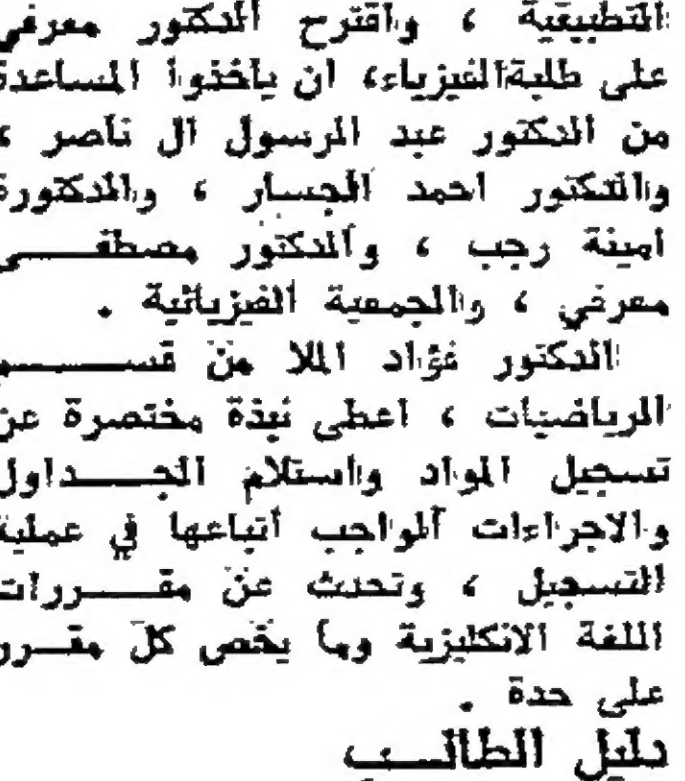 التطبيقية ، واقترح الدكتور معرفي
على طلبة الفيزياء، ان ياخذوا المساعدة
من الدكتور عبد الرسول ال ناصر ،
والدكتور احمد الجسار ، والدكتورة
امينة رجب ، والدكتور مصطفى
معرفي ، والجمعية الفيزيائية .
الدكتور فؤاد الملا من قسم
الرياضيات ، اعطى نبذة مختصرة عن
تسجيل المواد واستلام الجداول
والاجراءات الواجب أتباعها في عملية
التسجيل ، وتحدث عن مقررات
اللغة الانكليزية وما يخص كل مقرر
على حدة .
دليل الطالب